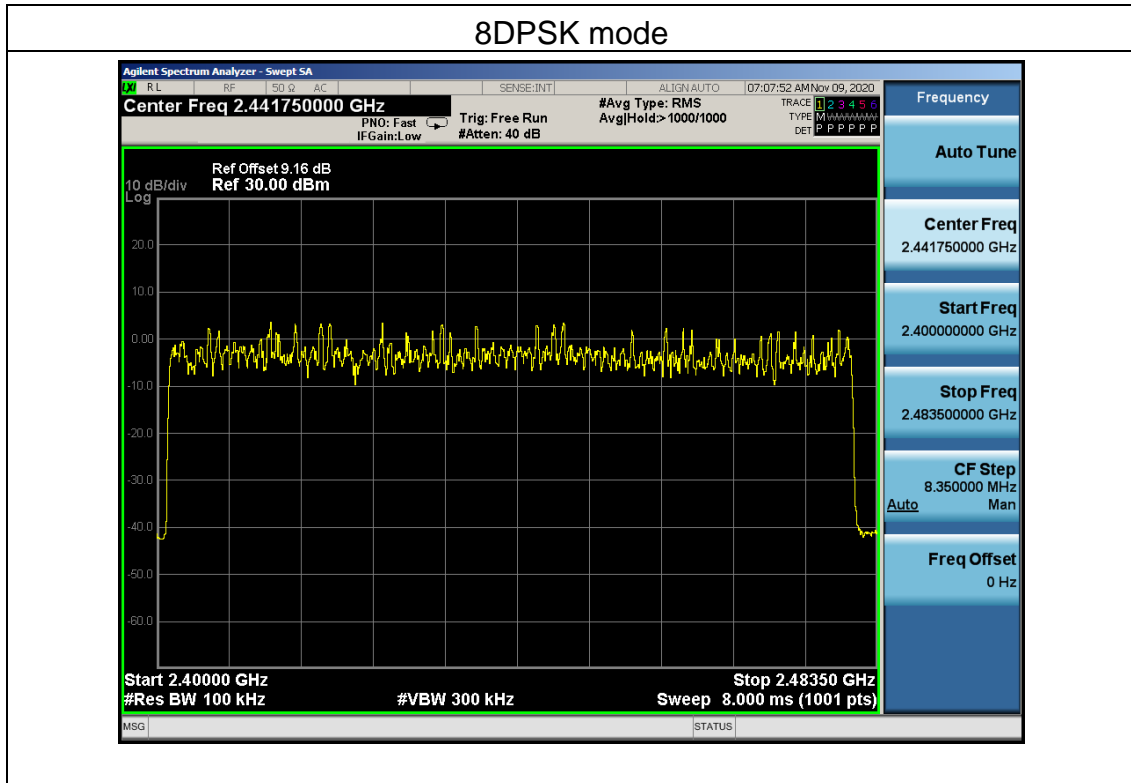 8DPSK mode
Agilent Spectrum Analyzer - Swept SA
LXI RL RF 50 Ω AC SENSE:INT ALIGN AUTO 07:07:52 AM Nov 09, 2020
Center Freq 2.441750000 GHz
PNO: Fast
IFGain:Low
Trig: Free Run
#Atten: 40 dB
#Avg Type: RMS
Avg|Hold:>1000/1000
TRACE 1 2 3 4 5 6
TYPE M WWWWW
DET P P P P P P
Frequency
Auto Tune
Center Freq
2.441750000 GHz
Start Freq
2.400000000 GHz
Stop Freq
2.483500000 GHz
CF Step
8.350000 MHz
Auto Man
Freq Offset
0 Hz
Ref Offset 9.16 dB
10 dB/div Ref 30.00 dBm
Log
20.0
10.0
0.00
-10.0
-20.0
-30.0
-40.0
-50.0
-60.0
Start 2.40000 GHz Stop 2.48350 GHz
#Res BW 100 kHz #VBW 300 kHz Sweep 8.000 ms (1001 pts)
MSG STATUS